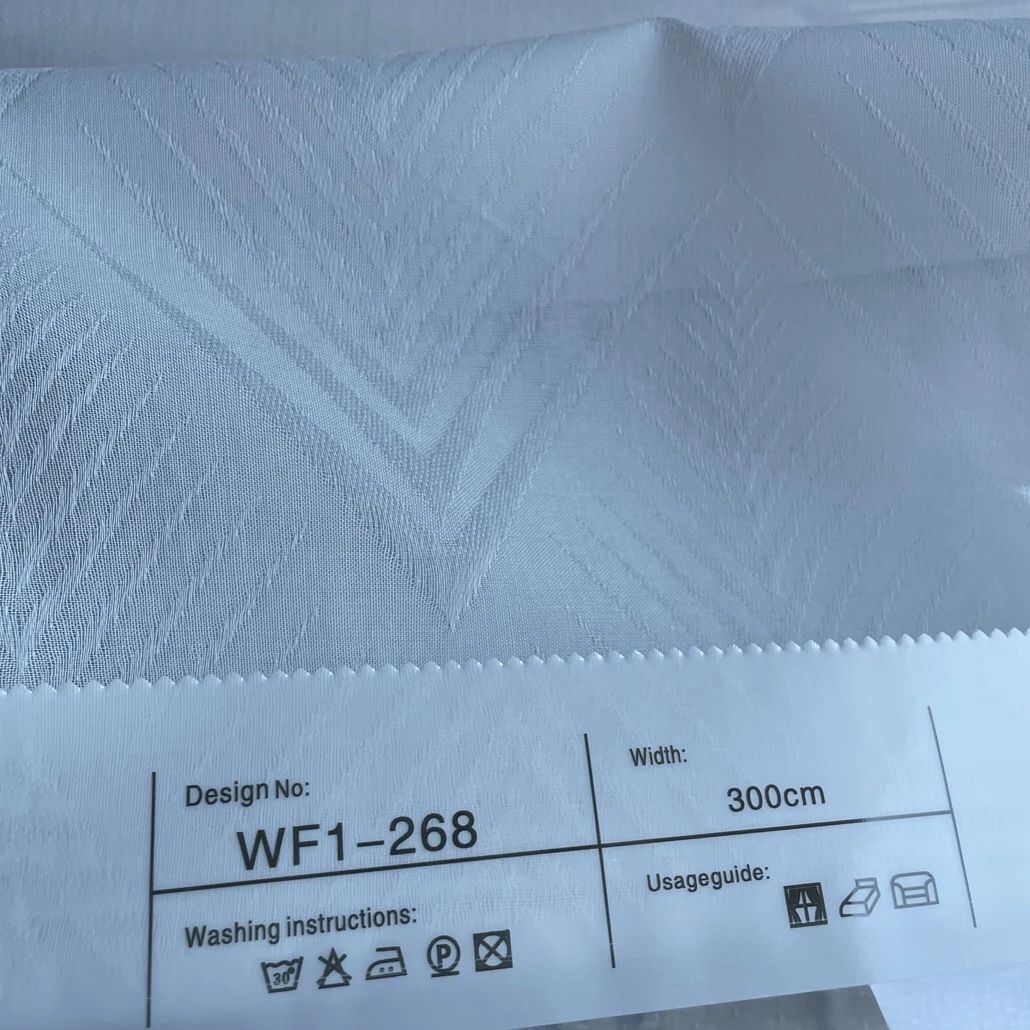 Design No:
WF1-268
Width:
300cm
Washing instructions:
30°
P
Usageguide: